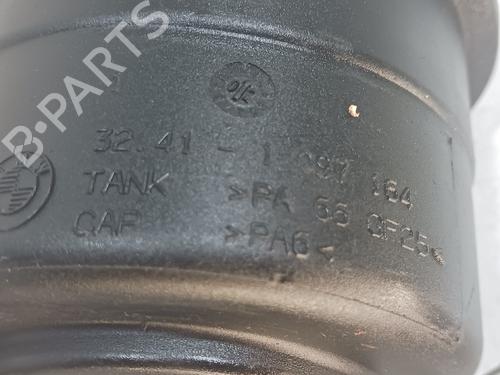 B-PARTS
32.41 - 1 097 164
TANK >PA 66 GF25<
CAP >PA6<